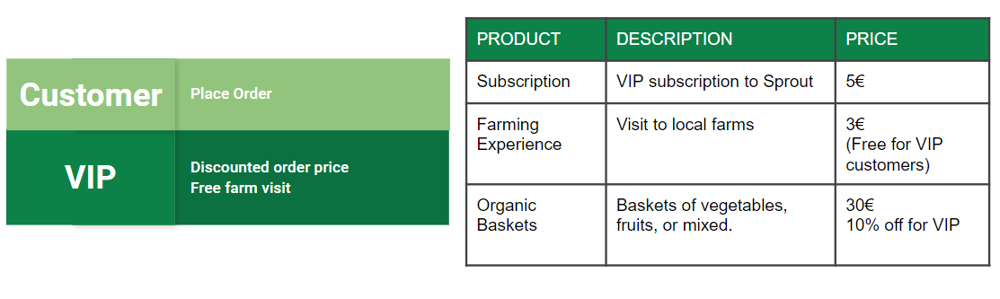 Customer
Place Order
VIP
Discounted order price
Free farm visit
PRODUCT DESCRIPTION PRICE
Subscription VIP subscription to Sprout 5€
Farming Visit to local farms 3€
Experience (Free for VIP
customers)
Organic Baskets of vegetables, 30€
Baskets fruits, or mixed. 10% off for VIP